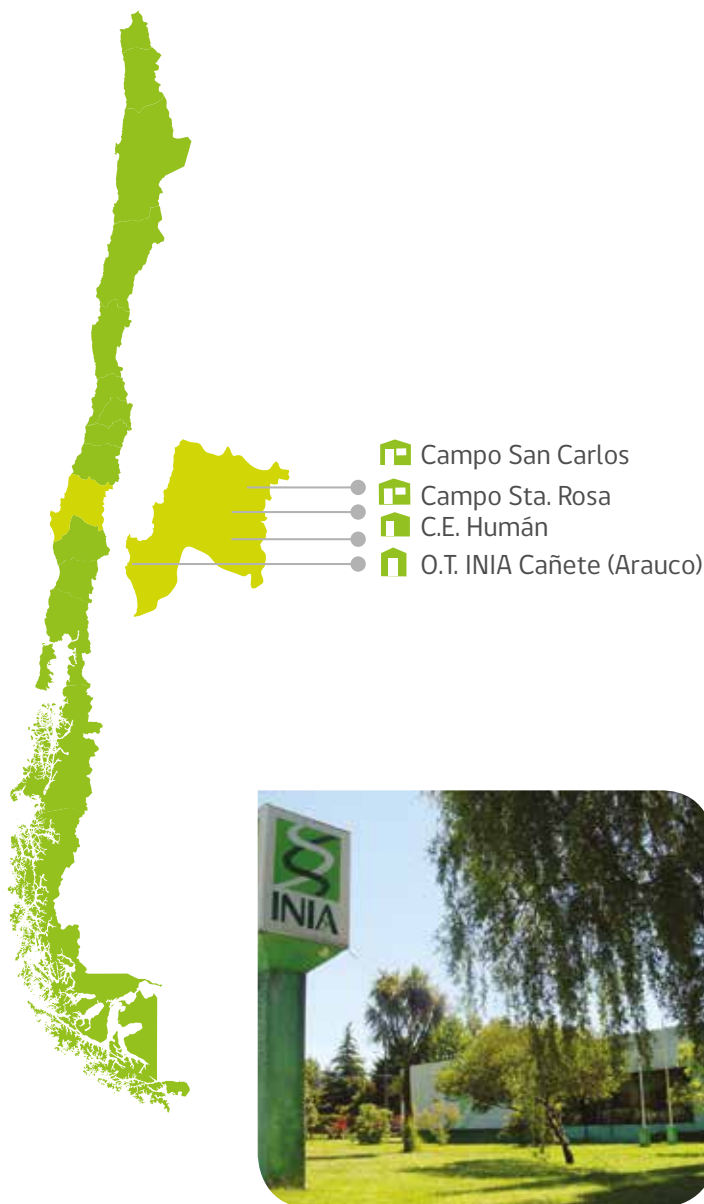 Campo San Carlos
Campo Sta. Rosa
C.E. Humán
O.T. INIA Cañete (Arauco)
INIA